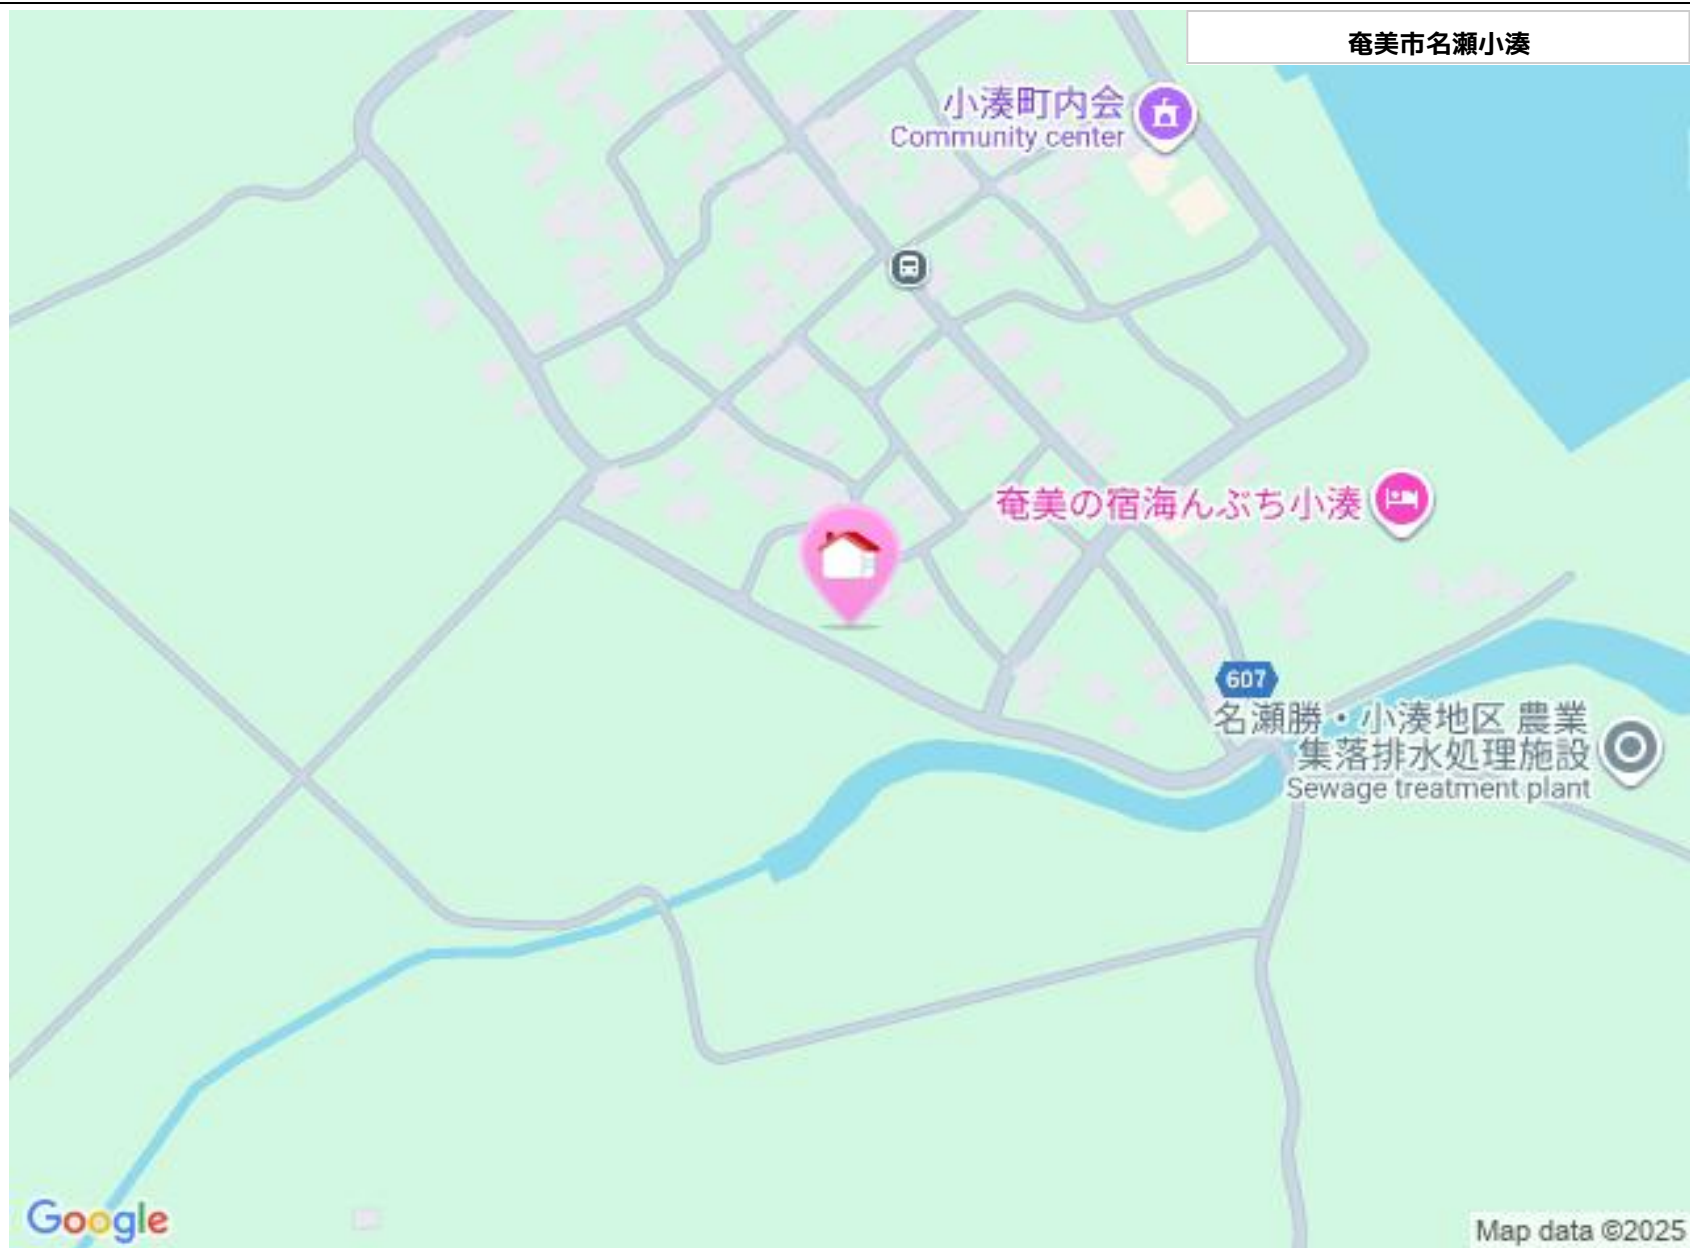 奄美市名瀬小湊
小湊町内会
Community center
奄美の宿海んぶち小湊
607
名瀬勝・小湊地区 農業
集落排水処理施設
Sewage treatment plant
Google
Map data ©2025